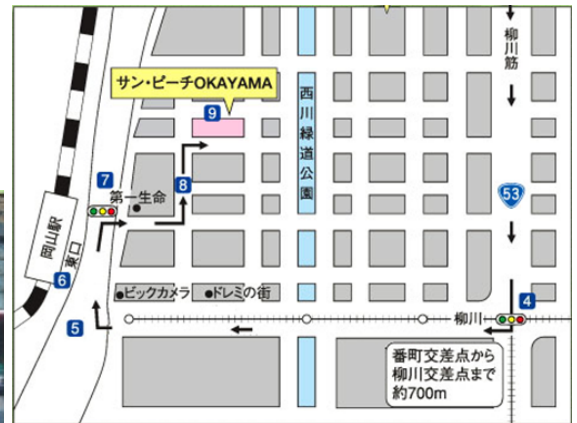 柳川筋
サン・ピーチOKAYAMA
9
西川緑道公園
7
第一生命
8
53
岡山駅
東口
6
ビックカメラ
ドレミの街
4
5
柳川
番町交差点から
柳川交差点まで
約700m